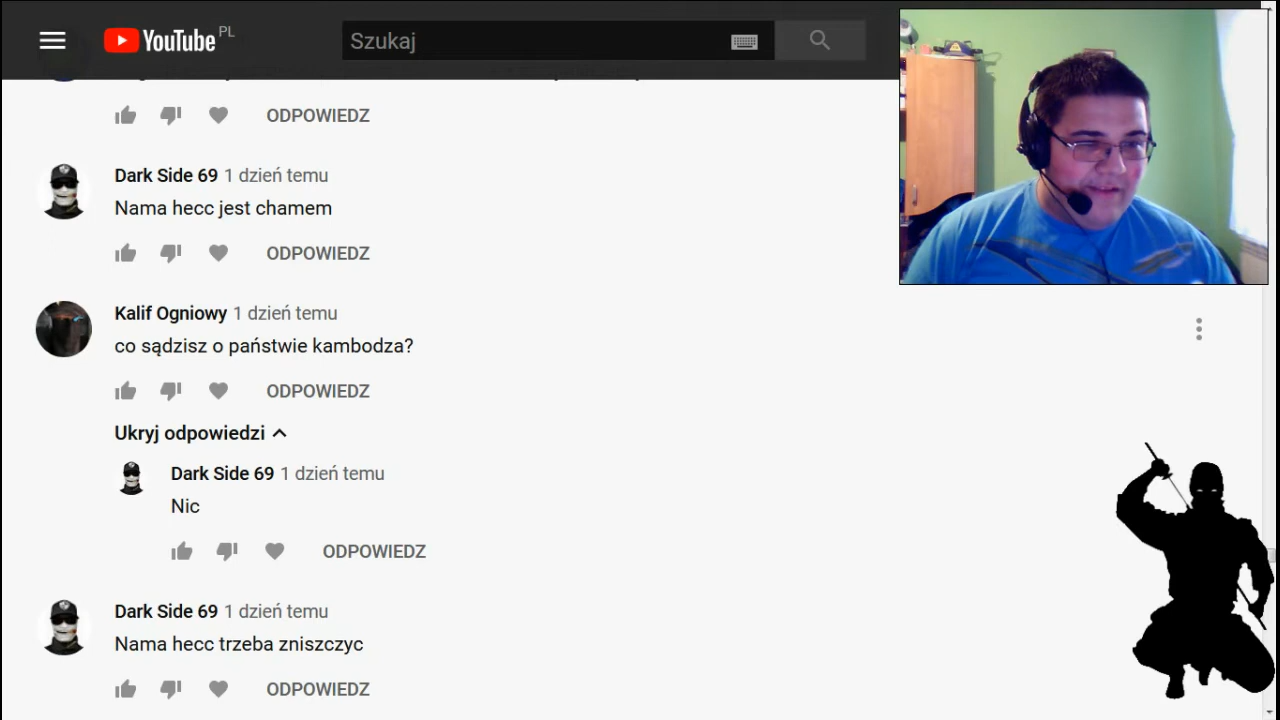 YouTube PL
Szukaj
ODPOWIEDZ
Dark Side 69 1 dzień temu
Nama hecc jest chamem
ODPOWIEDZ
Kalif Ogniowy 1 dzień temu
co sądzisz o państwie kambodza?
ODPOWIEDZ
Ukryj odpowiedzi
Dark Side 69 1 dzień temu
Nic
ODPOWIEDZ
Dark Side 69 1 dzień temu
Nama hecc trzeba zniszczyc
ODPOWIEDZ